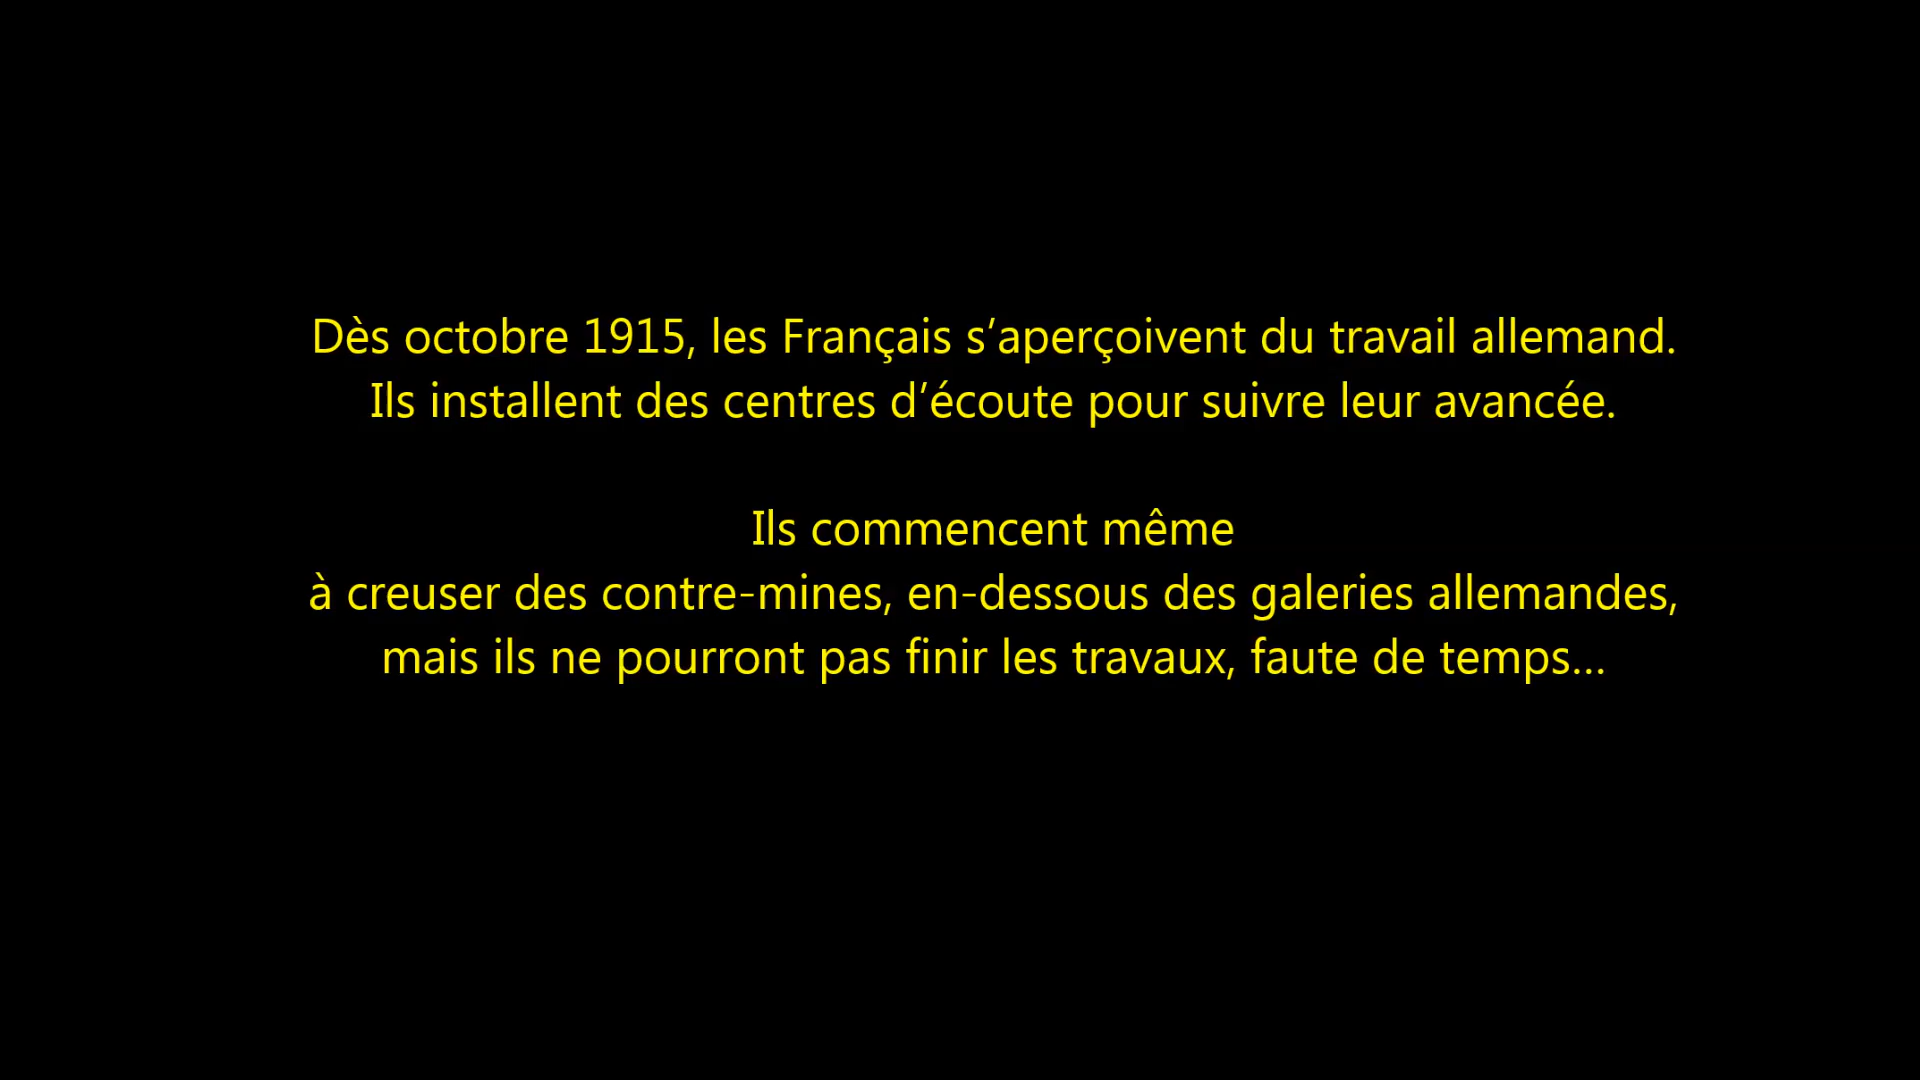 Dès octobre 1915, les Français s’aperçoivent du travail allemand.
Ils installent des centres d’écoute pour suivre leur avancée.
Ils commencent même
à creuser des contre-mines, en-dessous des galeries allemandes,
mais ils ne pourront pas finir les travaux, faute de temps…